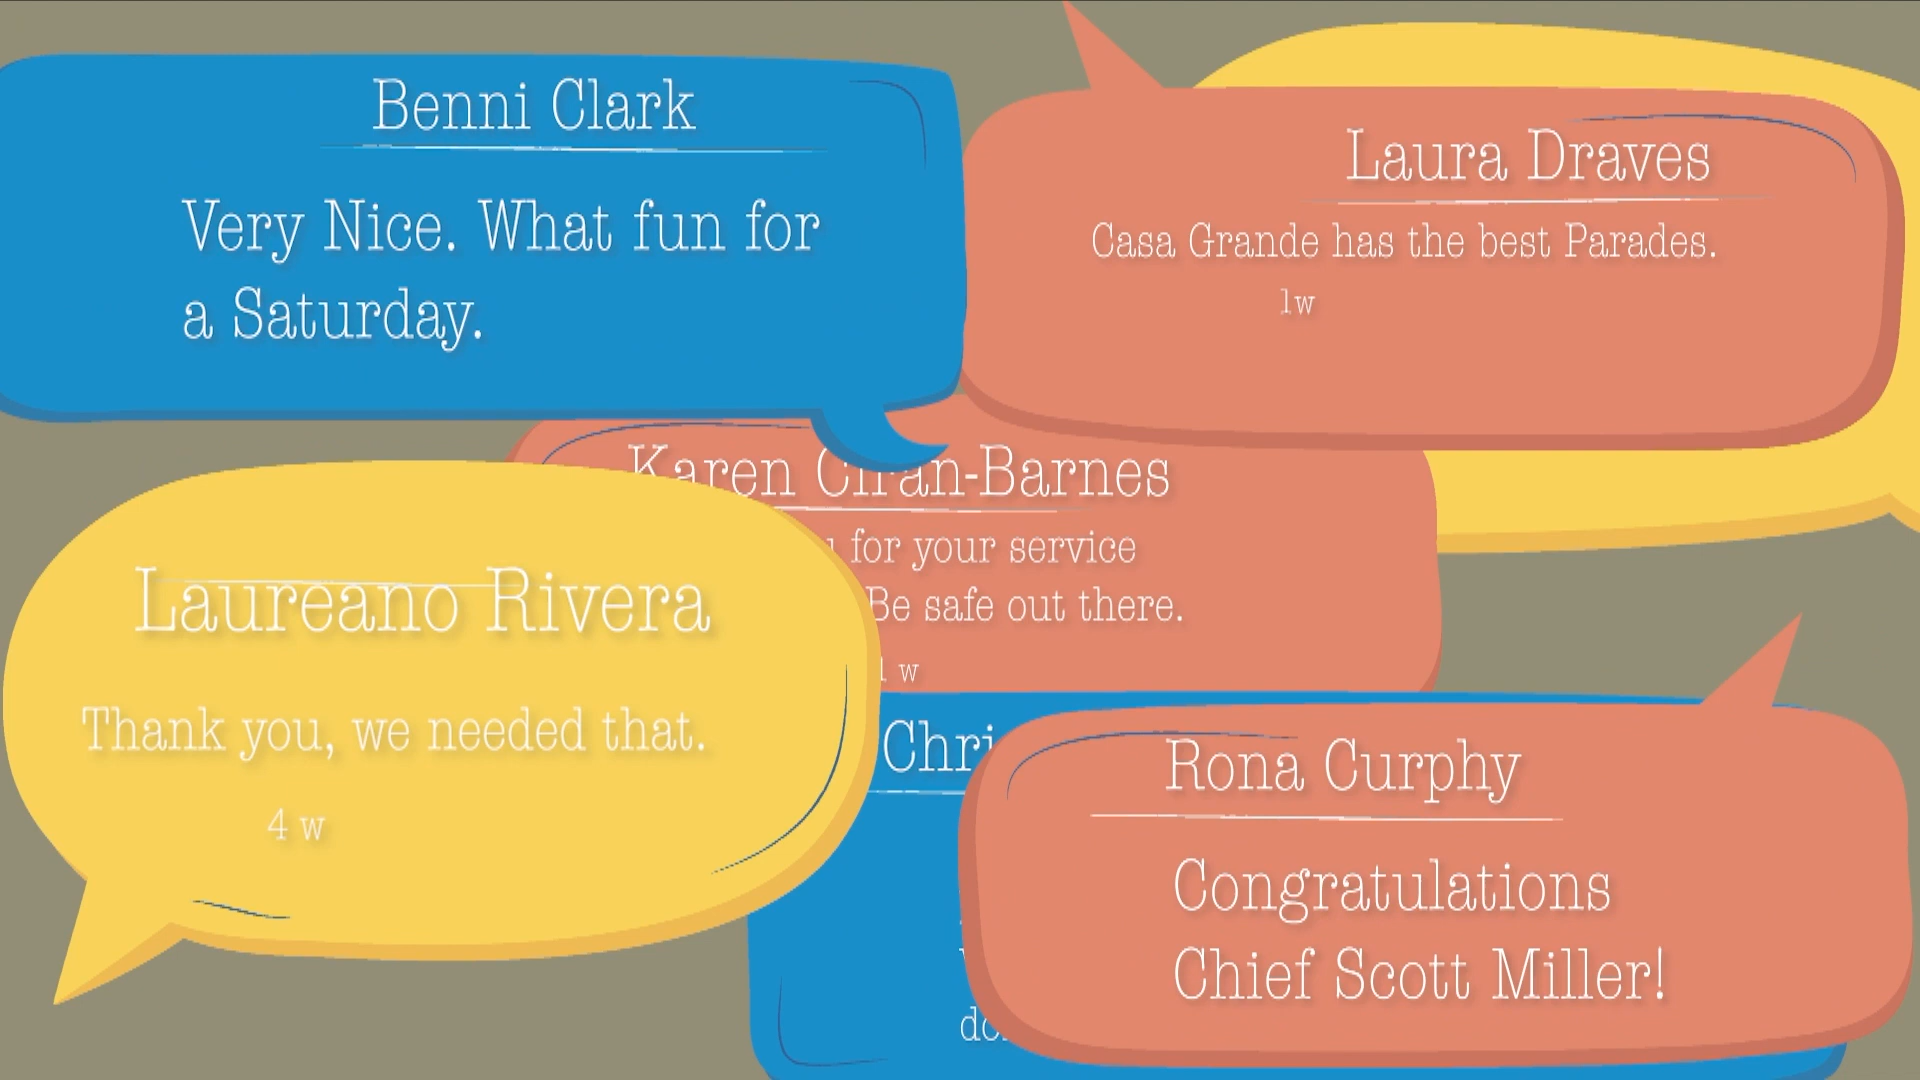 Benni Clark
Very Nice. What fun for
a Saturday.
Laura Draves
Casa Grande has the best Parades.
1w
Karen
for your service
Be safe out there.
1 w
Laureano Rivera
Thank you, we needed that.
4 w
Rona Curphy
Congratulations
Chief Scott Miller!